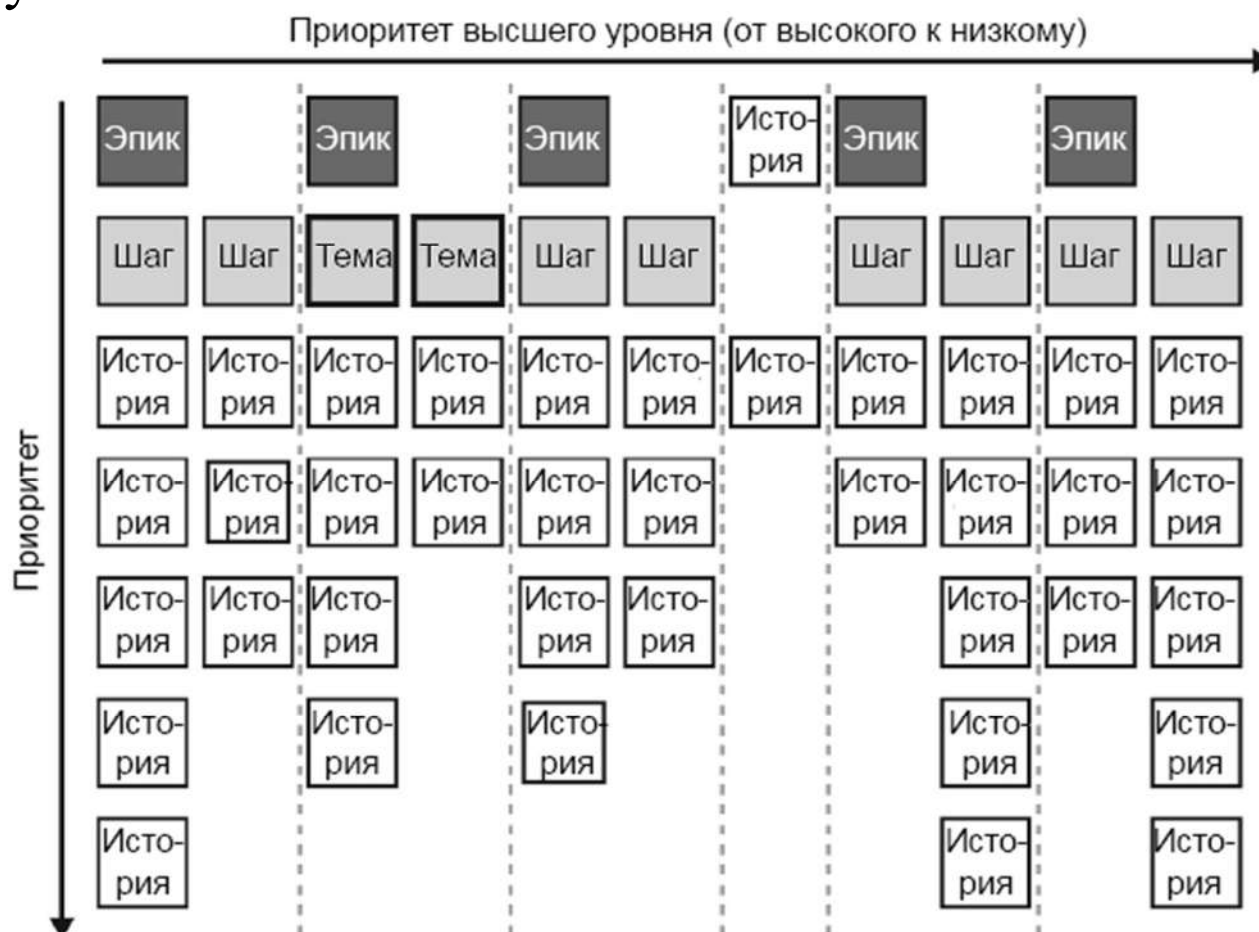 Приоритет высшего уровня (от высокого к низкому)
Эпик
Эпик
Эпик
Исто-
рия
Эпик
Эпик
Шаг Шаг Тема Тема Шаг Шаг Шаг Шаг Шаг Шаг
Исто- Исто- Исто- Исто- Исто- Исто- Исто- Исто- Исто- Исто- Исто-
рия рия рия рия рия рия рия рия рия рия рия
Приоритет
Исто- Исто- Исто- Исто- Исто- Исто- Исто- Исто- Исто- Исто-
рия рия рия рия рия рия рия рия рия рия
Исто- Исто- Исто- Исто- Исто- Исто- Исто- Исто-
рия рия рия рия рия рия рия рия
Исто- Исто- Исто- Исто- Исто-
рия рия рия рия рия
Исто- Исто- Исто-
рия рия рия